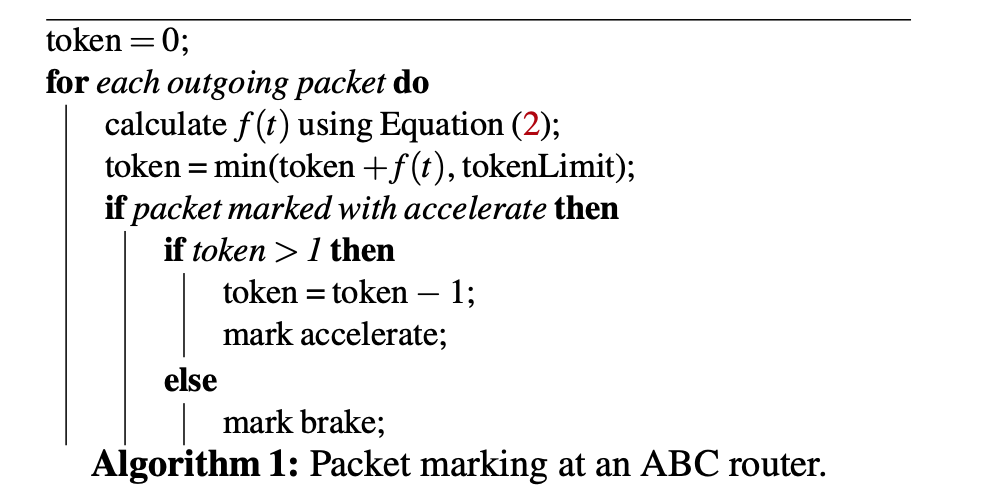 token = 0;
for each outgoing packet do
calculate f(t) using Equation (2);
token = min(token + f(t), tokenLimit);
if packet marked with accelerate then
if token > 1 then
token = token − 1;
mark accelerate;
else
mark brake;
Algorithm 1: Packet marking at an ABC router.